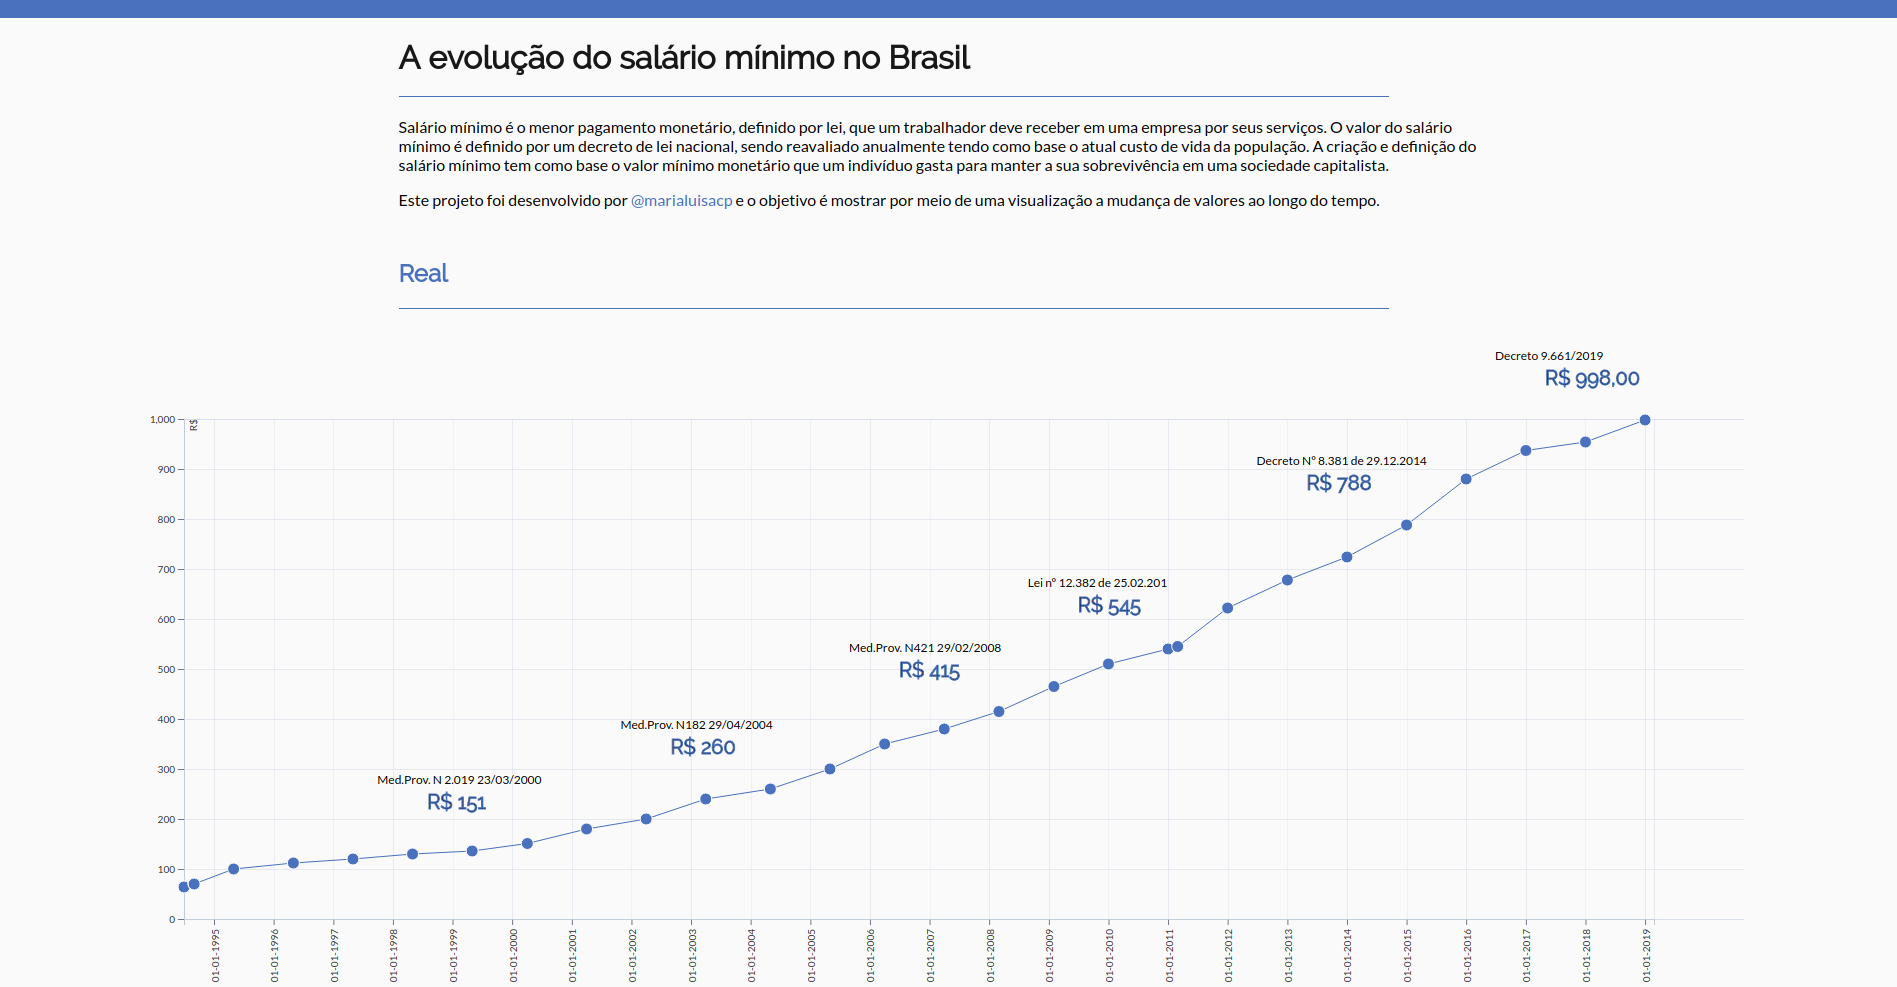 A evolução do salário mínimo no Brasil
Salário mínimo é o menor pagamento monetário, definido por lei, que um trabalhador deve receber em uma empresa por seus serviços. O valor do salário
mínimo é definido por um decreto de lei nacional, sendo reavaliado anualmente tendo como base o atual custo de vida da população. A criação e definição do
salário mínimo tem como base o valor mínimo monetário que um indivíduo gasta para manter a sua sobrevivência em uma sociedade capitalista.
Este projeto foi desenvolvido por @marialuisacp e o objetivo é mostrar por meio de uma visualização a mudança de valores ao longo do tempo.
Real
Decreto 9.661/2019
R$ 998,00
1,000
R$
Decreto Nº 8.381 de 29.12.2014
900
R$ 788
800
700
Lei nº 12.382 de 25.02.201
R$ 545
600
Med.Prov. N421 29/02/2008
R$ 415
500
400
Med.Prov. N182 29/04/2004
R$ 260
300
Med.Prov. N 2.019 23/03/2000
R$ 151
200
100
0
01-01-1995
01-01-1996
01-01-1997
01-01-1998
01-01-1999
01-01-2000
01-01-2001
01-01-2002
01-01-2003
01-01-2004
01-01-2005
01-01-2006
01-01-2007
01-01-2008
01-01-2009
01-01-2010
01-01-2011
01-01-2012
01-01-2013
01-01-2014
01-01-2015
01-01-2016
01-01-2017
01-01-2018
01-01-2019